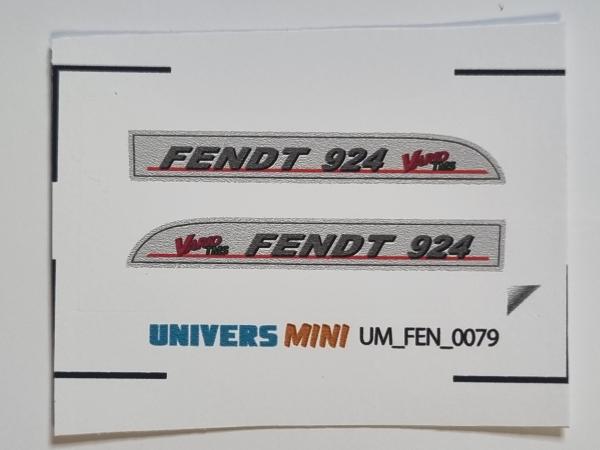 FENDT 924 VARIO TMS
VARIO TMS FENDT 924
UNIVERS MINI UM_FEN_0079